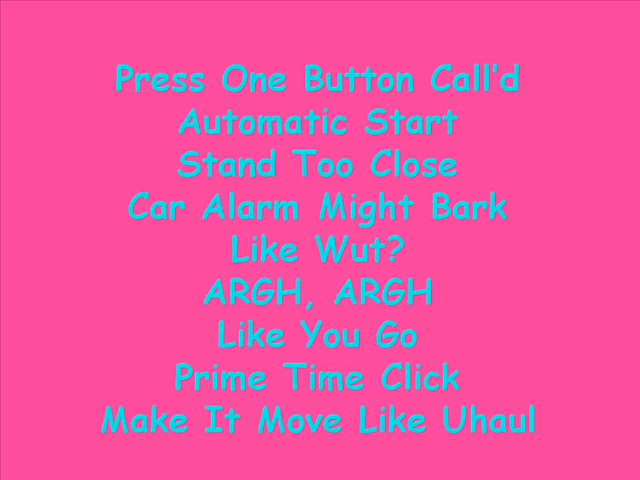 Press One Button Call'd
Automatic Start
Stand Too Close
Car Alarm Might Bark
Like Wut?
ARGH, ARGH
Like You Go
Prime Time Click
Make It Move Like Uhaul